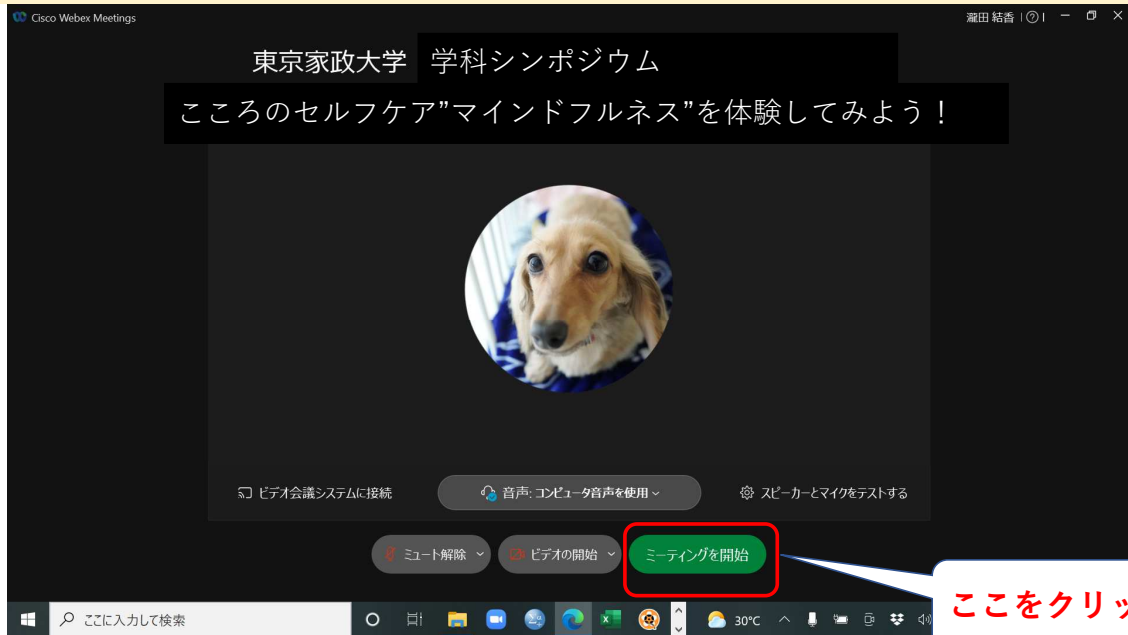 Cisco Webex Meetings
瀧田 結香
東京家政大学 学科シンポジウム
こころのセルフケア”マインドフルネス”を体験してみよう！
ビデオ会議システムに接続
音声: コンピュータ音声を使用
スピーカーとマイクをテストする
ミュート解除
ビデオの開始
ミーティングを開始
ここをクリッ
ここに入力して検索
30°C